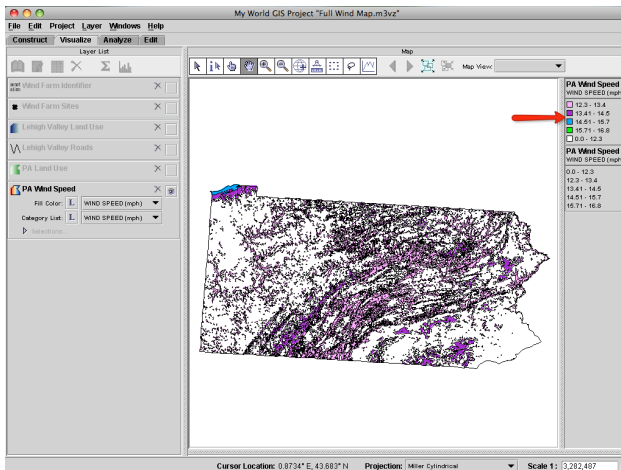 My World GIS Project "Full Wind Map.m3vz"
File Edit Project Layer Windows Help
Construct Visualize Analyze Edit
Layer List
Wind Farm Identifier
Wind Farm Sites
Lehigh Valley Land Use
Lehigh Valley Roads
PA Land Use
PA Wind Speed
Fill Color: L WIND SPEED (mph)
Category List: L WIND SPEED (mph)
Selections...
Map
Map View:
PA Wind Speed
WIND SPEED (mph
12.3 - 13.4
13.41 - 14.5
14.51 - 15.7
15.71 - 16.8
0.0 - 12.3
PA Wind Speed
WIND SPEED (mph
0.0 - 12.3
12.3 - 13.4
13.41 - 14.5
14.51 - 15.7
15.71 - 16.8
Cursor Location: 0.8734° E, 43.683° N Projection: Miller Cylindrical Scale 1: 3,282,487